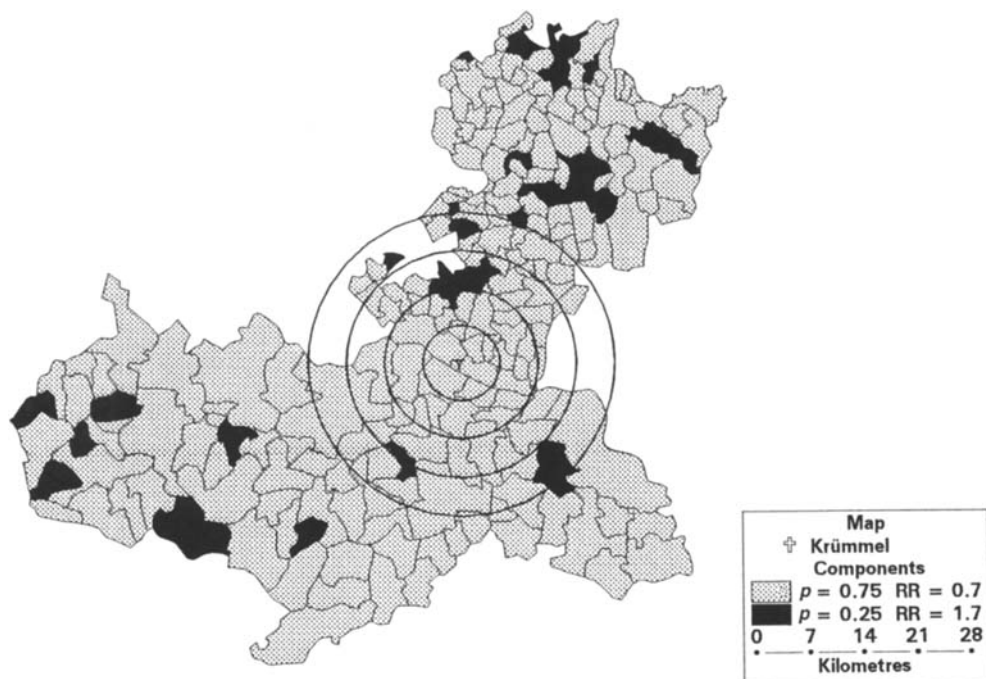 Map
✞ Krümmel
Components
p = 0.75 RR = 0.7
p = 0.25 RR = 1.7
0 7 14 21 28
Kilometres